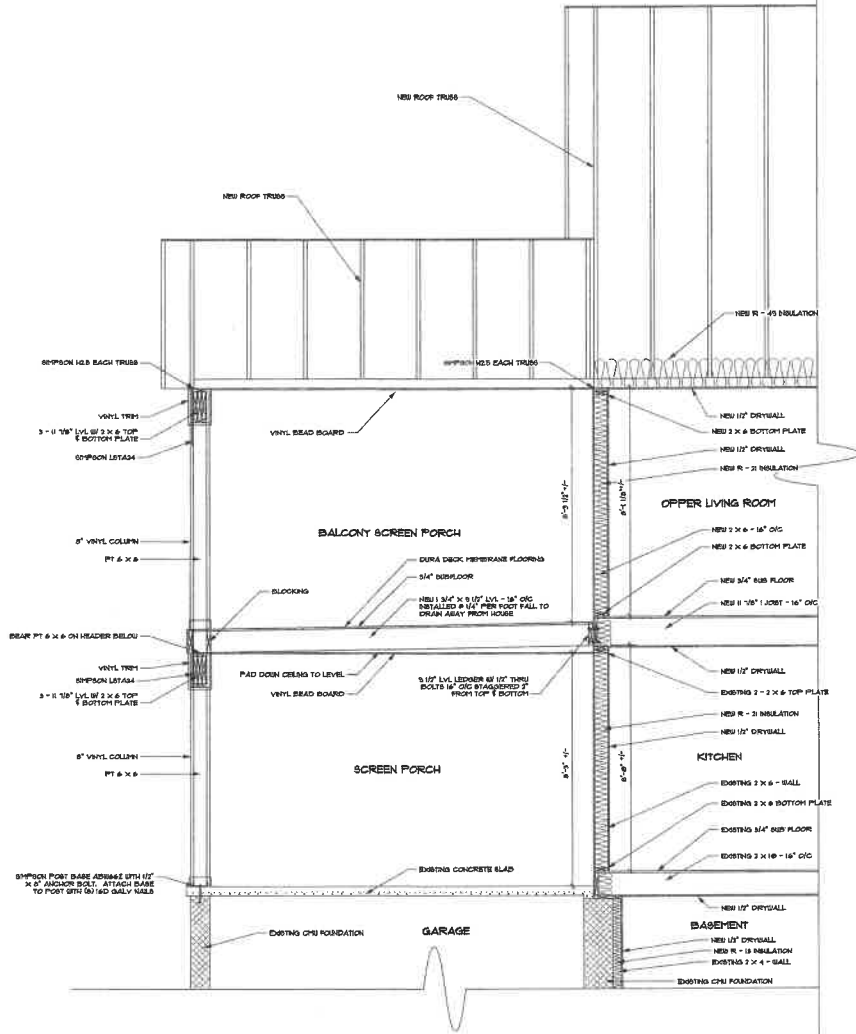 NEW ROOF TRUSS
NEW ROOF TRUSS
NEW R - 49 INSULATION
SIMPSON H2.5 EACH TRUSS
SIMPSON H2.5 EACH TRUSS
VINYL TRIM
3 - 11 7/8" LVL W/ 2 X 6 TOP
& BOTTOM PLATE
SIMPSON LSTA24
VINYL BEAD BOARD
NEW 1/2" DRYWALL
NEW 2 X 6 BOTTOM PLATE
NEW 1/2" DRYWALL
NEW R - 21 INSULATION
UPPER LIVING ROOM
BALCONY SCREEN PORCH
8" VINYL COLUMN
PT 6 X 6
NEW 2 X 6 - 16" O/C
NEW 2 X 6 BOTTOM PLATE
DURA DECK MEMBRANE FLOORING
3/4" SUBFLOOR
NEW 1 3/4" X 9 1/2" LVL - 16" O/C
INSTALLED @ 1/4" PER FOOT FALL TO
DRAIN AWAY FROM HOUSE
BLOCKING
NEW 3/4" SUB FLOOR
NEW 11 7/8" I JOIST - 16" O/C
BEAR PT 6 X 6 ON HEADER BELOW
VINYL TRIM
SIMPSON LSTA24
3 - 11 7/8" LVL W/ 2 X 6 TOP
& BOTTOM PLATE
PAD DOWN CEILING TO LEVEL
VINYL BEAD BOARD
9 1/2" LVL LEDGER W/ 1/2" THRU
BOLTS 16" O/C STAGGERED 2"
FROM TOP & BOTTOM
NEW 1/2" DRYWALL
EXISTING 2 - 2 X 6 TOP PLATE
NEW R - 21 INSULATION
NEW 1/2" DRYWALL
KITCHEN
8" VINYL COLUMN
PT 6 X 6
SCREEN PORCH
EXISTING 2 X 6 - WALL
EXISTING 2 X 6 BOTTOM PLATE
EXISTING 3/4" SUB FLOOR
EXISTING 2 X 10 - 16" O/C
SIMPSON POST BASE ABW66Z WITH 1/2"
X 8" ANCHOR BOLT. ATTACH BASE
TO POST WITH (8) 16D GALV NAILS
EXISTING CONCRETE SLAB
NEW 1/2" DRYWALL
EXISTING CMU FOUNDATION
GARAGE
BASEMENT
NEW 1/2" DRYWALL
NEW R - 13 INSULATION
EXISTING 2 X 4 - WALL
EXISTING CMU FOUNDATION